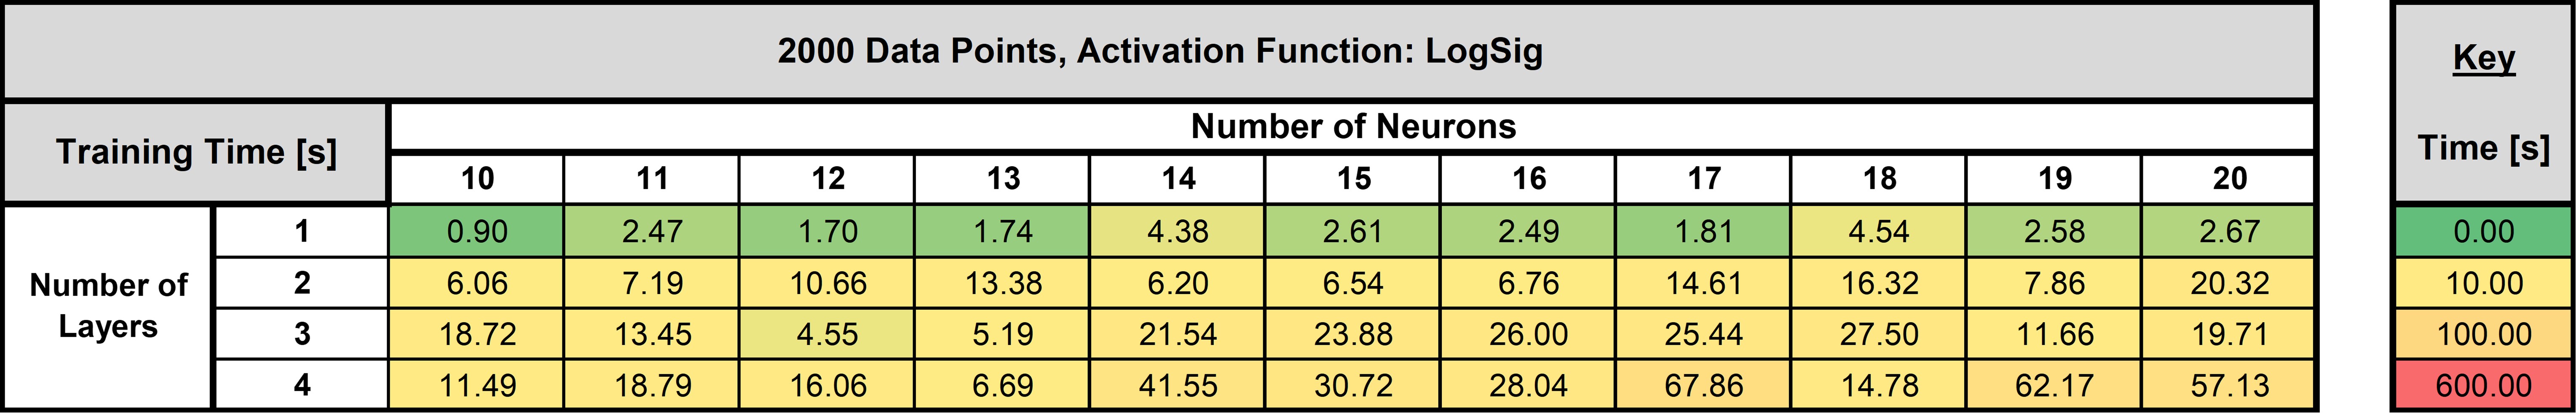 2000 Data Points, Activation Function: LogSig
Training Time [s]
Number of Neurons
10 11 12 13 14 15 16 17 18 19 20
Number of
Layers
1 0.90 2.47 1.70 1.74 4.38 2.61 2.49 1.81 4.54 2.58 2.67
2 6.06 7.19 10.66 13.38 6.20 6.54 6.76 14.61 16.32 7.86 20.32
3 18.72 13.45 4.55 5.19 21.54 23.88 26.00 25.44 27.50 11.66 19.71
4 11.49 18.79 16.06 6.69 41.55 30.72 28.04 67.86 14.78 62.17 57.13
Key
Time [s]
0.00
10.00
100.00
600.00